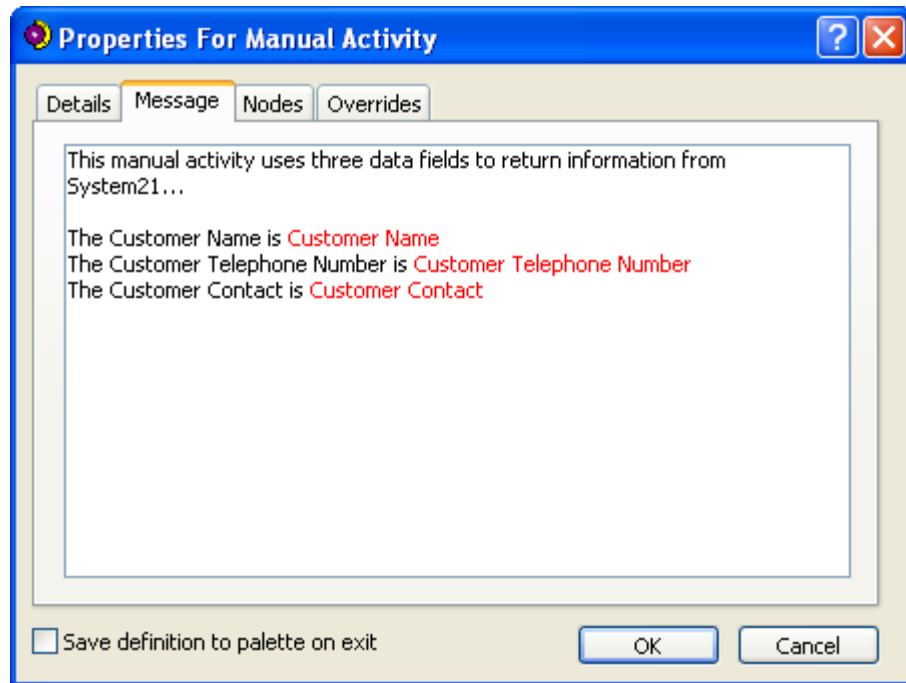 Properties For Manual Activity
Details Message Nodes Overrides
This manual activity uses three data fields to return information from
System21...
The Customer Name is Customer Name
The Customer Telephone Number is Customer Telephone Number
The Customer Contact is Customer Contact
Save definition to palette on exit OK Cancel